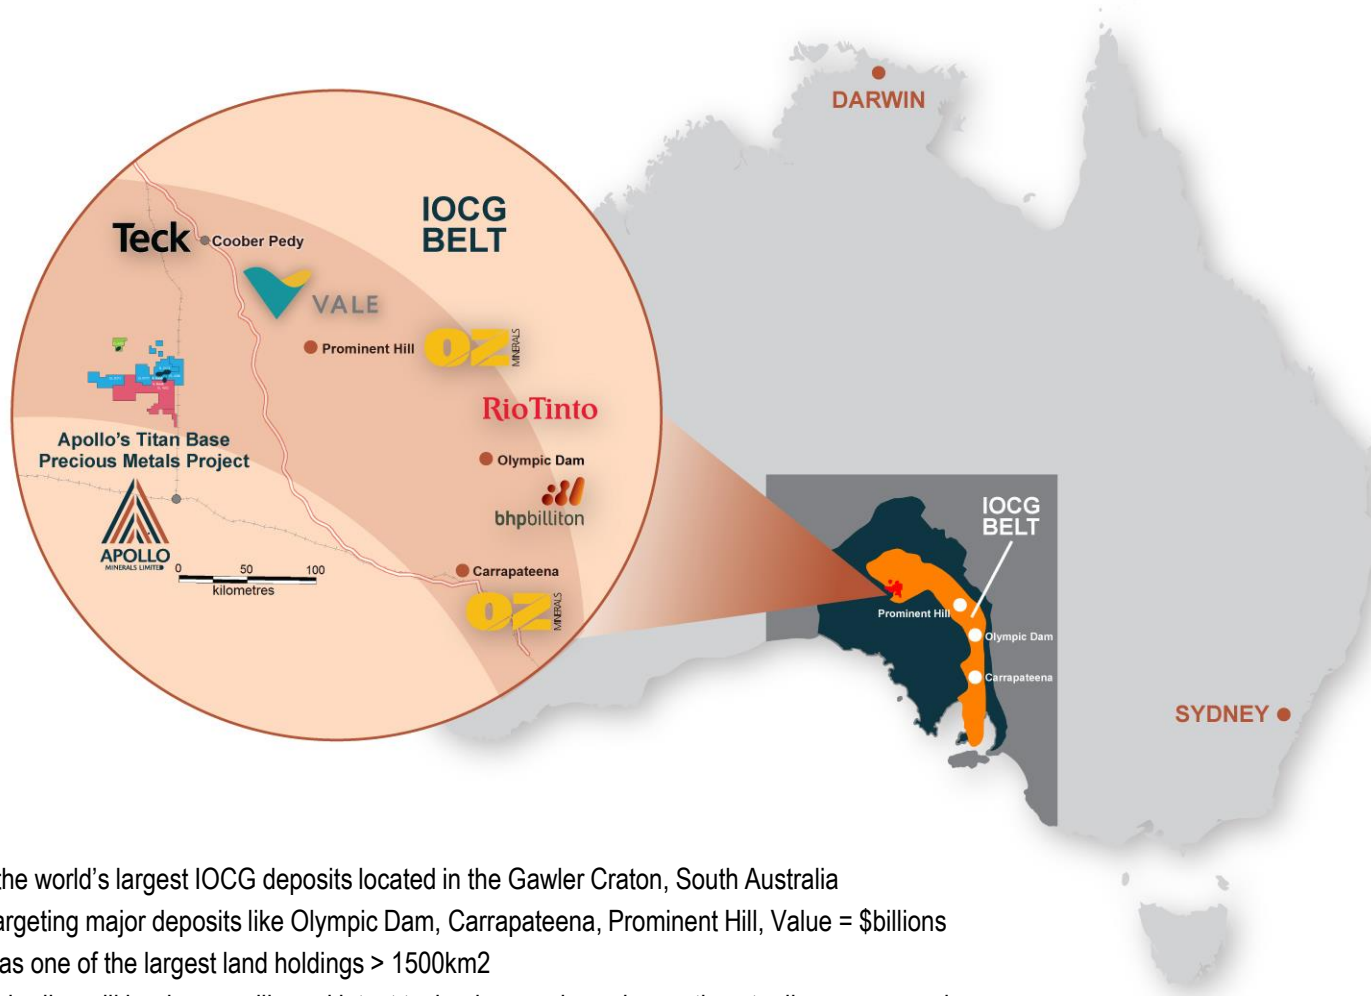 DARWIN
IOCG
BELT
Teck
Coober Pedy
VALE
Prominent Hill
OZ
MINERALS
RioTinto
Apollo's Titan Base
Precious Metals Project
Olympic Dam
bhpbilliton
APOLLO
MINERALS LIMITED
0 50 100
kilometres
Carrapateena
OZ
MINERALS
IOCG
BELT
Prominent Hill
Olympic Dam
Carrapateena
SYDNEY
the world's largest IOCG deposits located in the Gawler Craton, South Australia
argeting major deposits like Olympic Dam, Carrapateena, Prominent Hill, Value = $billions
as one of the largest land holdings > 1500km2